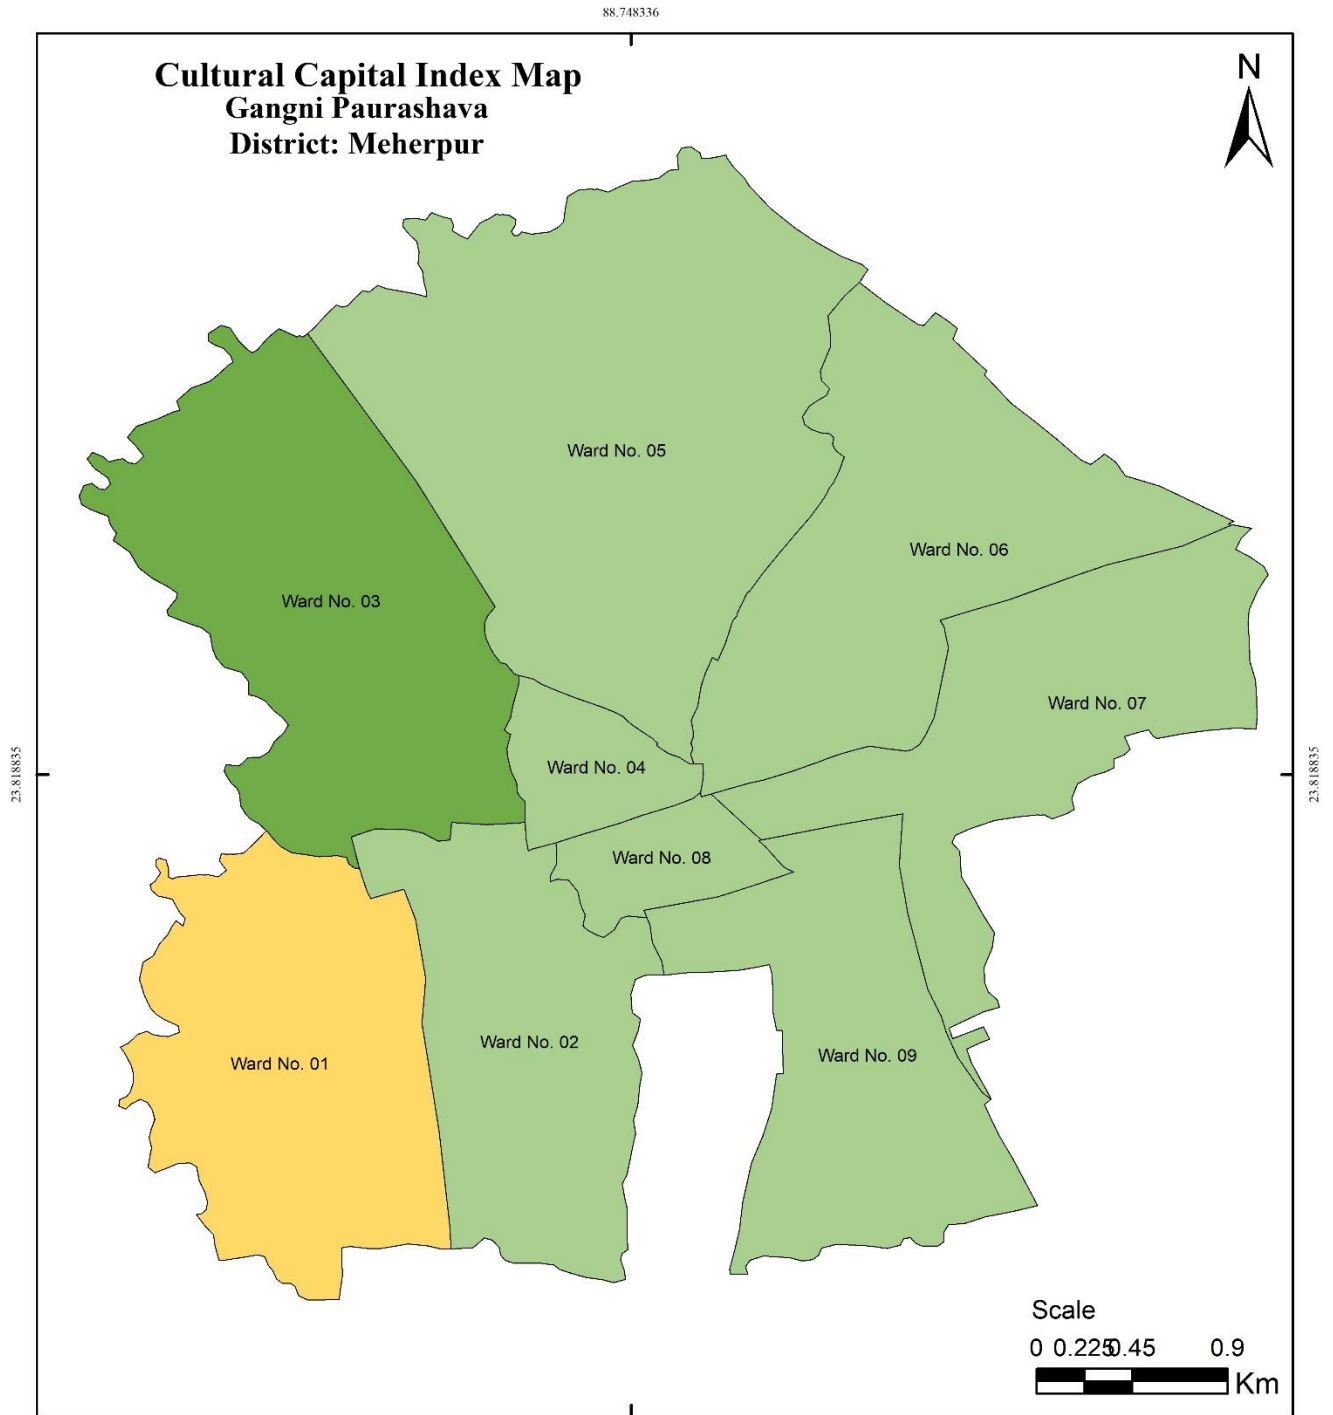 88.748336
Cultural Capital Index Map
Gangni Paurashava
District: Meherpur
N
Ward No. 05
Ward No. 06
Ward No. 03
Ward No. 07
Ward No. 04
23.818835
23.818835
Ward No. 08
Ward No. 02
Ward No. 09
Ward No. 01
Scale
0 0.225 0.45 0.9
Km